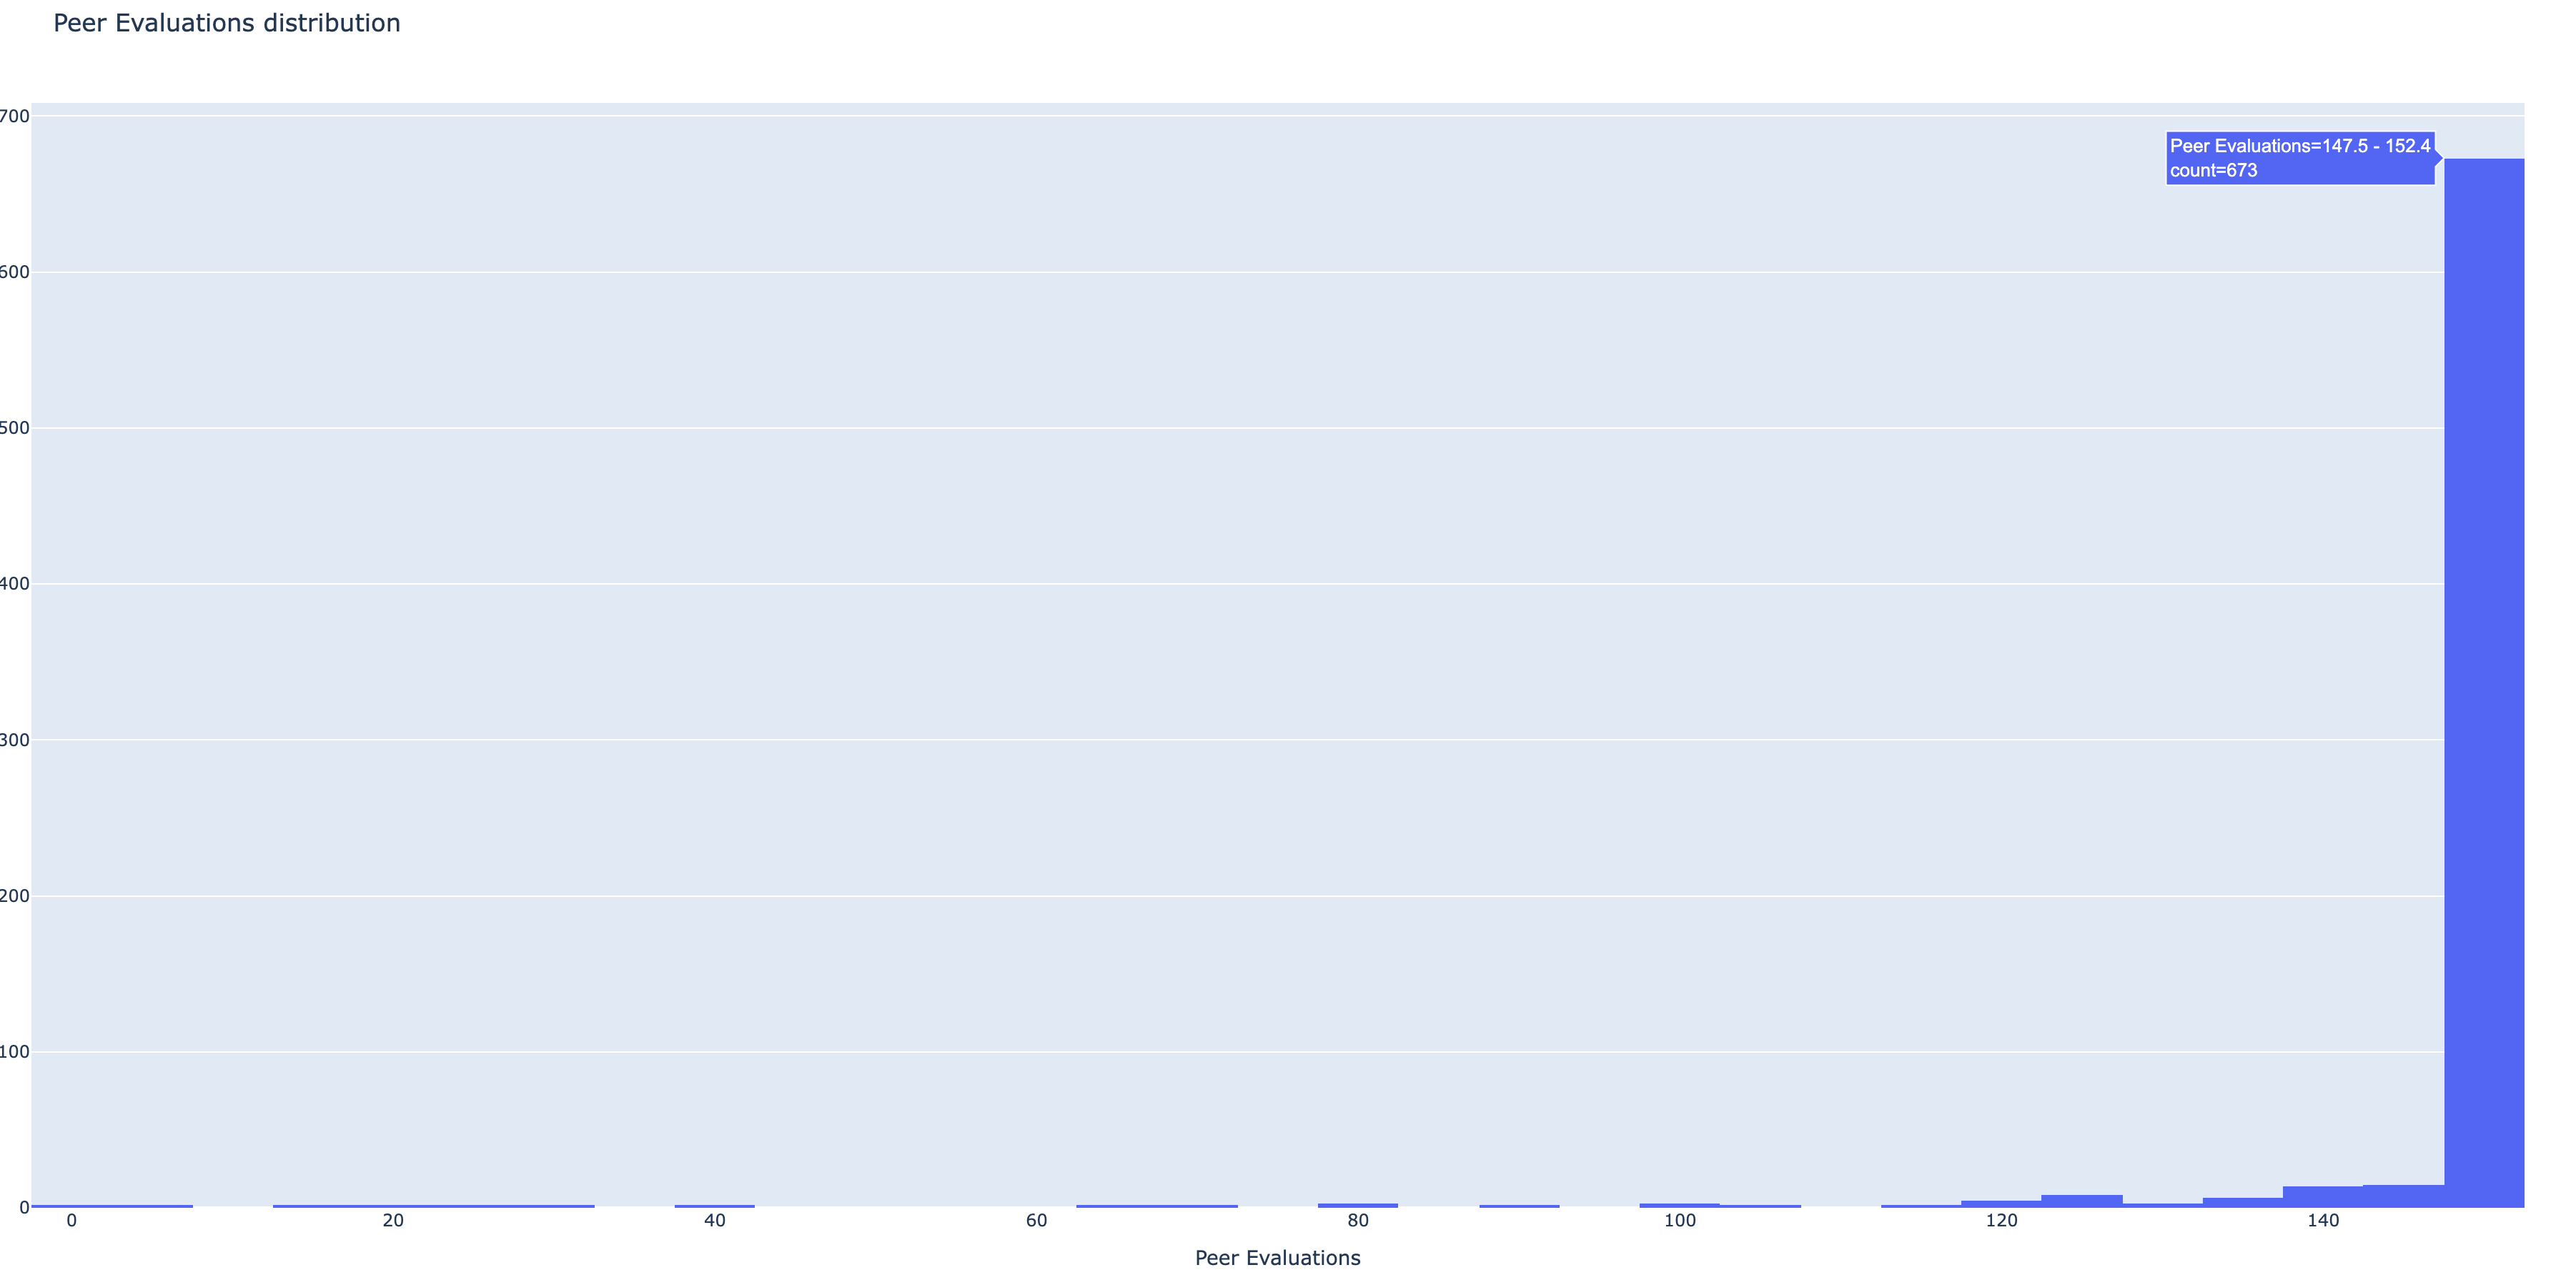 Peer Evaluations distribution
700
Peer Evaluations=147.5 - 152.4
count=673
600
500
400
300
200
100
0
0 20 40 60 80 100 120 140
Peer Evaluations